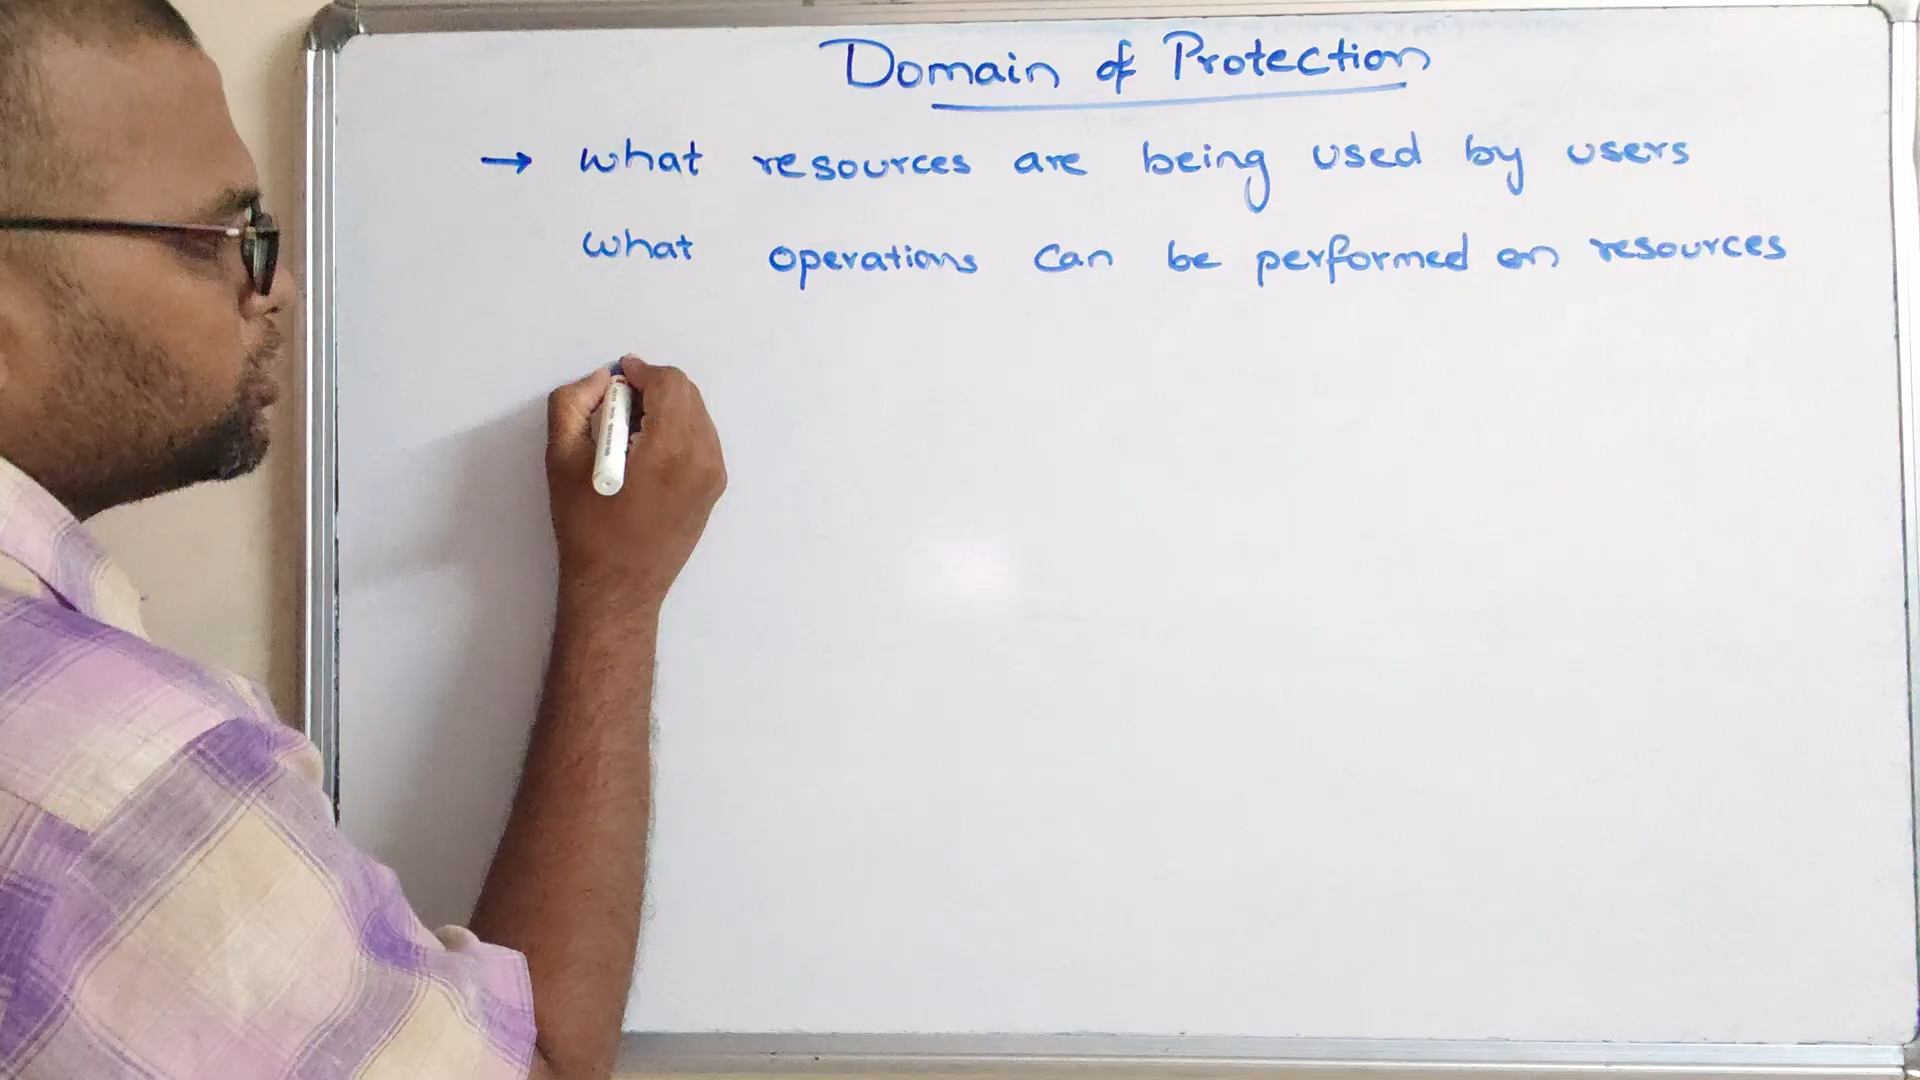 Domain of Protection
→ what resources are being used by users
what operations can be performed on resources